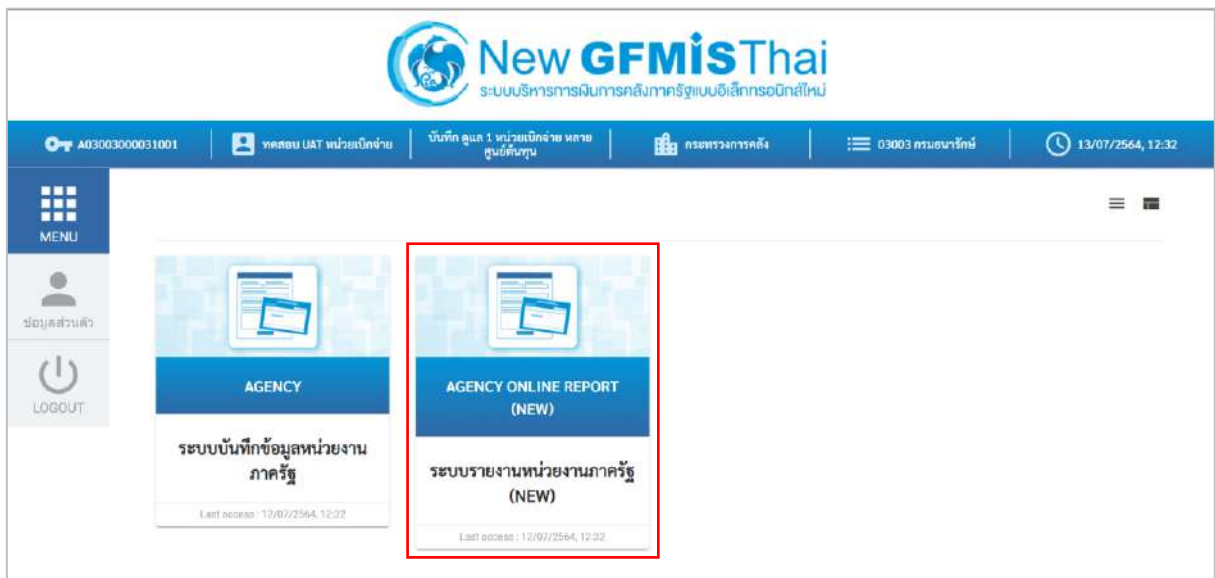 New GFMIS Thai
ระบบบริหารการเงินการคลังภาครัฐแบบอิเล็กทรอนิกส์ใหม่
A03003000031001
ทดสอบ UAT หน่วยเบิกจ่าย
บันทึก ดูแล 1 หน่วยเบิกจ่าย หลาย
ศูนย์ต้นทุน
กระทรวงการคลัง
03003 กรมธนารักษ์
13/07/2564, 12:32
MENU
ข้อมูลส่วนตัว
LOGOUT
AGENCY
ระบบบันทึกข้อมูลหน่วยงาน
ภาครัฐ
Last access : 12/07/2564, 12:32
AGENCY ONLINE REPORT
(NEW)
ระบบรายงานหน่วยงานภาครัฐ
(NEW)
Last access : 12/07/2564, 12:32